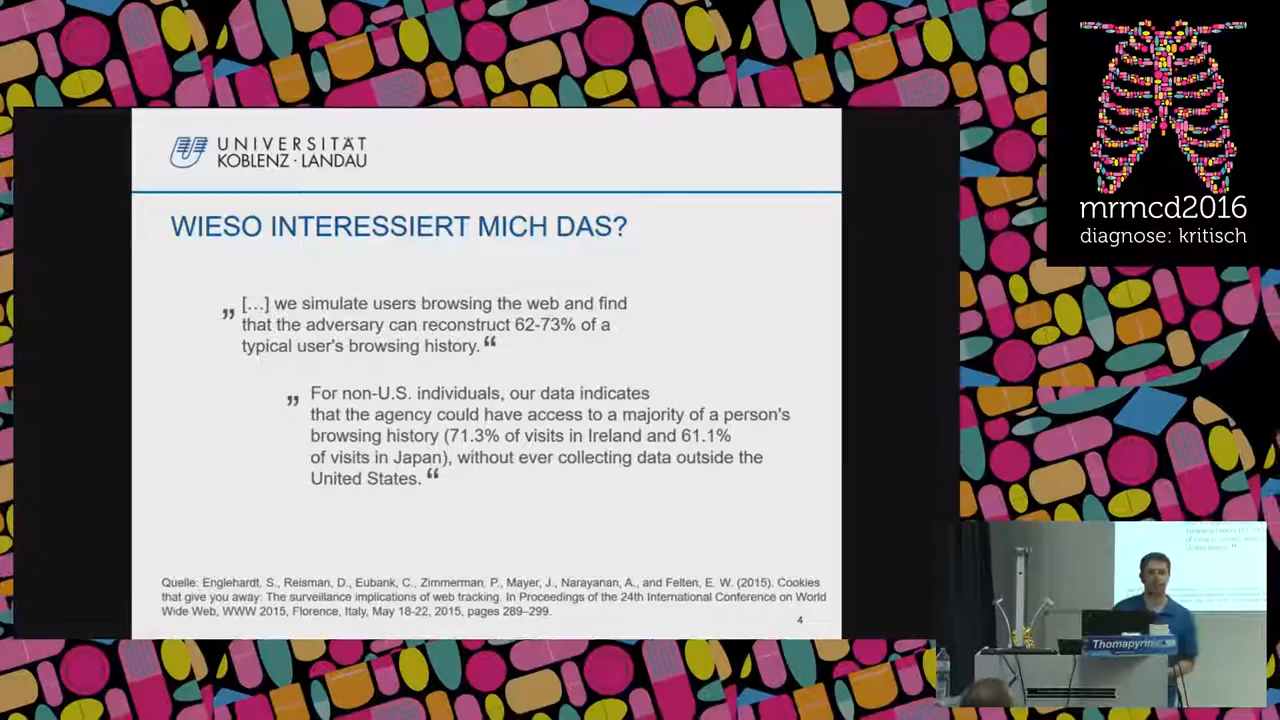 UNIVERSITÄT
KOBLENZ · LANDAU
WIESO INTERESSIERT MICH DAS?
„ […] we simulate users browsing the web and find
that the adversary can reconstruct 62-73% of a
typical user's browsing history. “
„ For non-U.S. individuals, our data indicates
that the agency could have access to a majority of a person's
browsing history (71.3% of visits in Ireland and 61.1%
of visits in Japan), without ever collecting data outside the
United States. “
Quelle: Englehardt, S., Reisman, D., Eubank, C., Zimmerman, P., Mayer, J., Narayanan, A., and Felten, E. W. (2015). Cookies
that give you away: The surveillance implications of web tracking. In Proceedings of the 24th International Conference on World
Wide Web, WWW 2015, Florence, Italy, May 18-22, 2015, pages 289–299.
4
mrmcd2016
diagnose: kritisch
Thomapyrin